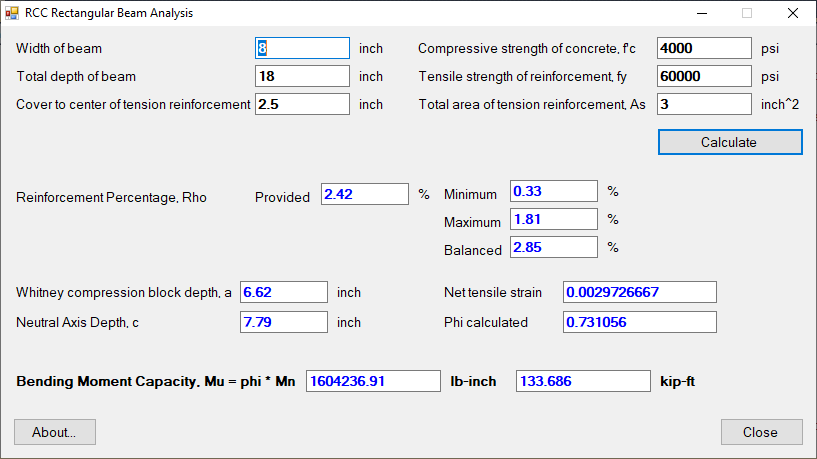 RCC Rectangular Beam Analysis
Width of beam 8 inch Compressive strength of concrete, f'c 4000 psi
Total depth of beam 18 inch Tensile strength of reinforcement, fy 60000 psi
Cover to center of tension reinforcement 2.5 inch Total area of tension reinforcement, As 3 inch^2
Calculate
Reinforcement Percentage, Rho Provided 2.42 % Minimum 0.33 %
Maximum 1.81 %
Balanced 2.85 %
Whitney compression block depth, a 6.62 inch Net tensile strain 0.0029726667
Neutral Axis Depth, c 7.79 inch Phi calculated 0.731056
Bending Moment Capacity, Mu = phi * Mn 1604236.91 lb-inch 133.686 kip-ft
About... Close